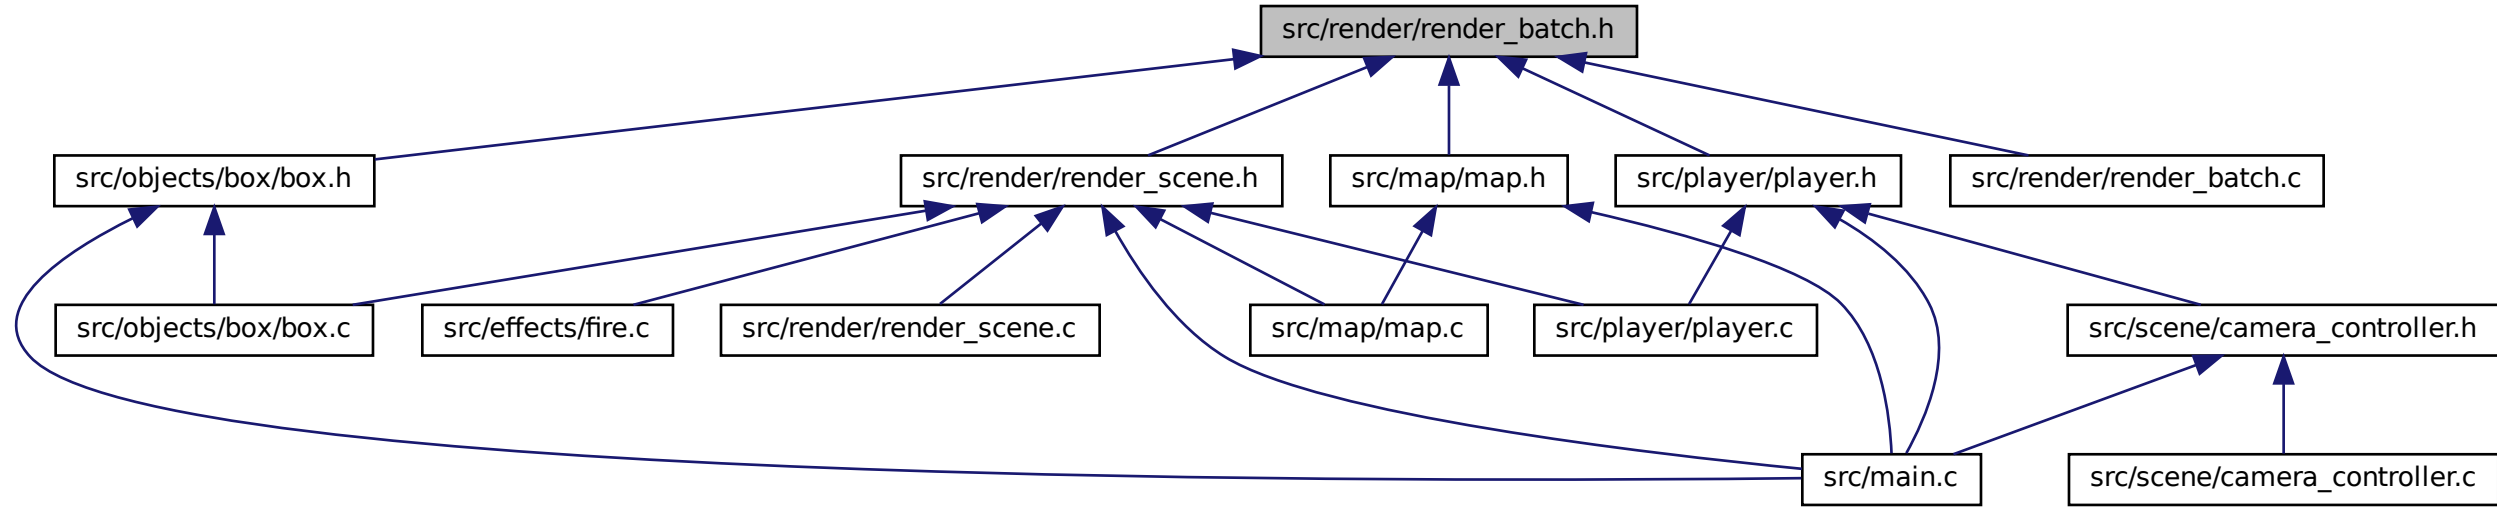 src/render/render_batch.h
src/objects/box/box.h
src/render/render_scene.h
src/map/map.h
src/player/player.h
src/render/render_batch.c
src/objects/box/box.c
src/effects/fire.c
src/render/render_scene.c
src/map/map.c
src/player/player.c
src/scene/camera_controller.h
src/main.c
src/scene/camera_controller.c